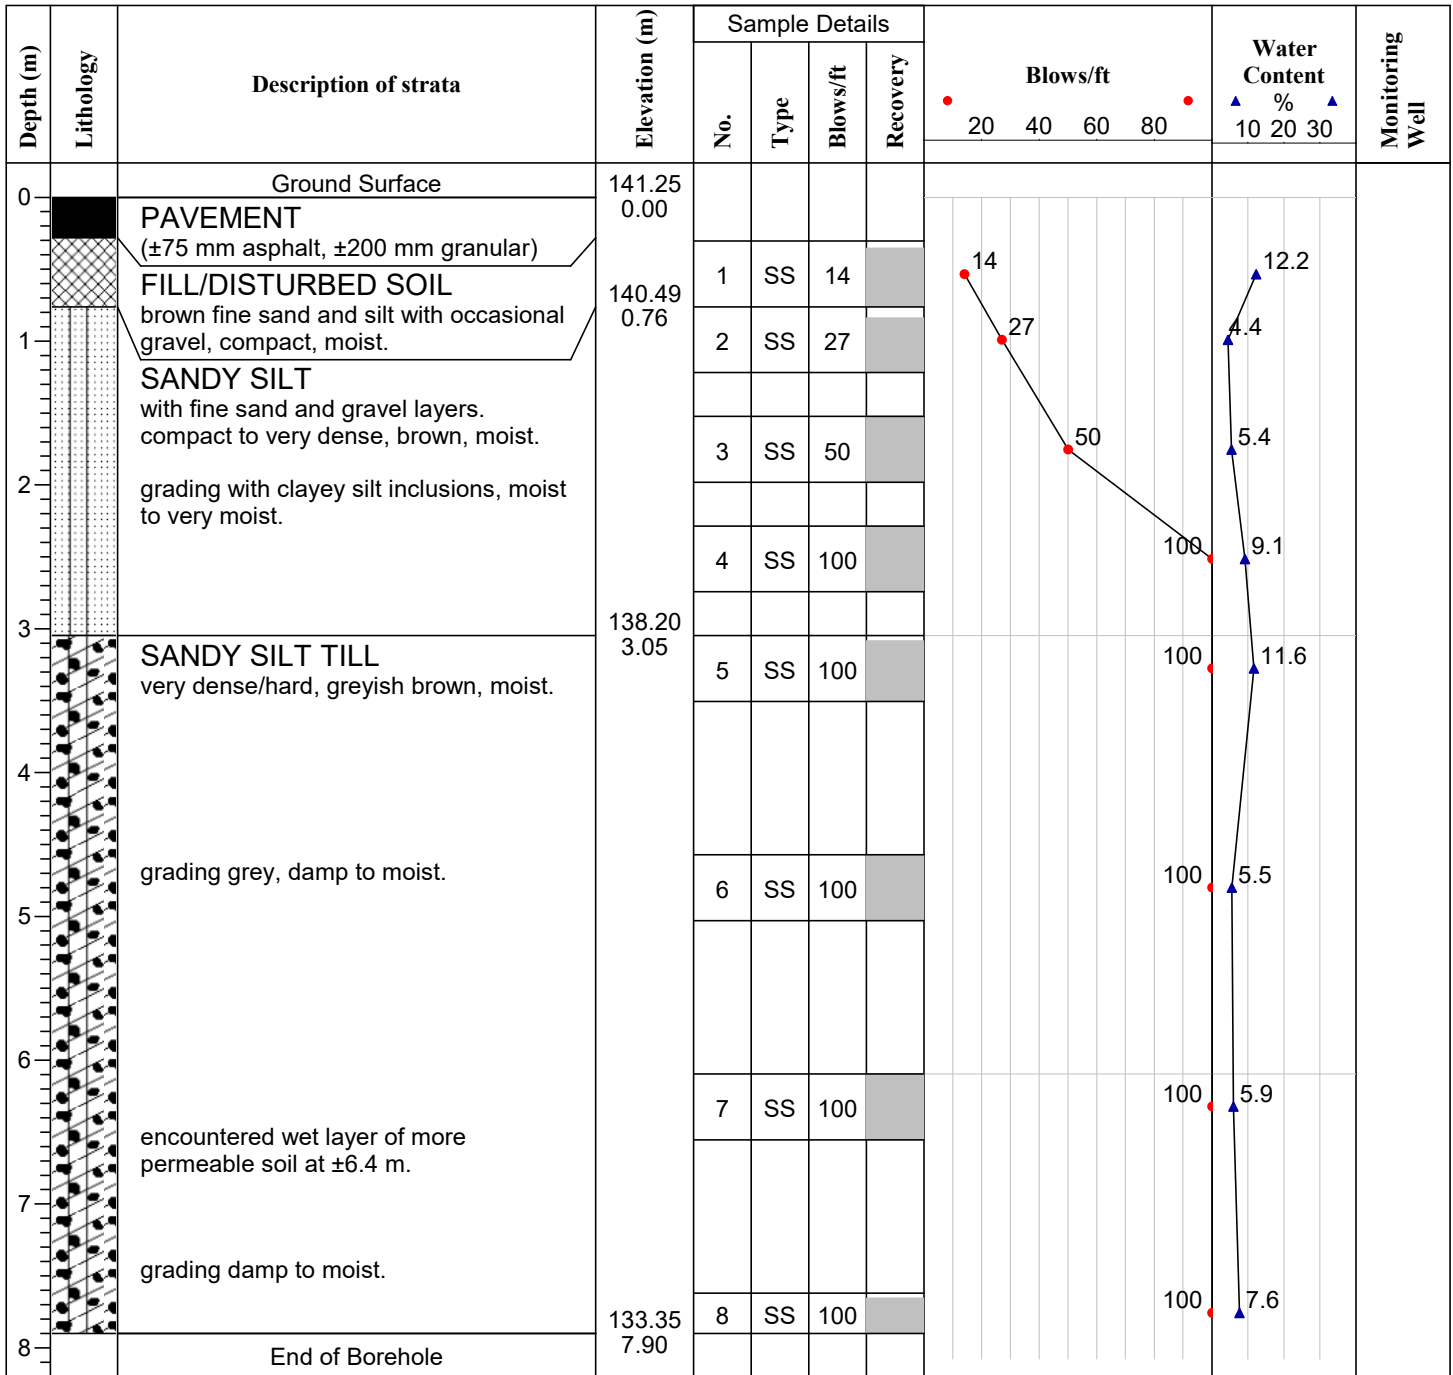 Depth (m)
Lithology
Description of strata
Elevation (m)
Sample Details
No.
Type
Blows/ft
Recovery
Blows/ft
20 40 60 80
Water
Content
%
10 20 30
Monitoring
Well
Ground Surface
141.25
0.00
0
PAVEMENT
(±75 mm asphalt, ±200 mm granular)
FILL/DISTURBED SOIL
brown fine sand and silt with occasional
gravel, compact, moist.
140.49
0.76
1 SS 14
14
12.2
1
2 SS 27
27
4.4
SANDY SILT
with fine sand and gravel layers.
compact to very dense, brown, moist.
3 SS 50
50
5.4
2
grading with clayey silt inclusions, moist
to very moist.
4 SS 100
100
9.1
138.20
3.05
3
SANDY SILT TILL
very dense/hard, greyish brown, moist.
5 SS 100
100
11.6
4
grading grey, damp to moist.
6 SS 100
100
5.5
5
6
7 SS 100
100
5.9
encountered wet layer of more
permeable soil at ±6.4 m.
7
grading damp to moist.
8 SS 100
100
7.6
133.35
7.90
8
End of Borehole